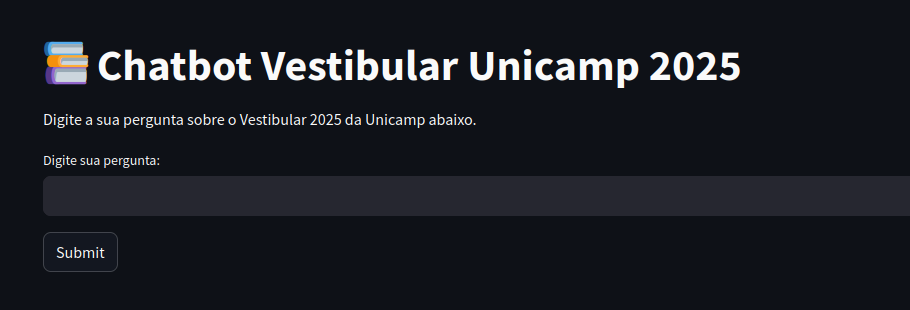 Chatbot Vestibular Unicamp 2025
Digite a sua pergunta sobre o Vestibular 2025 da Unicamp abaixo.
Digite sua pergunta:
Submit